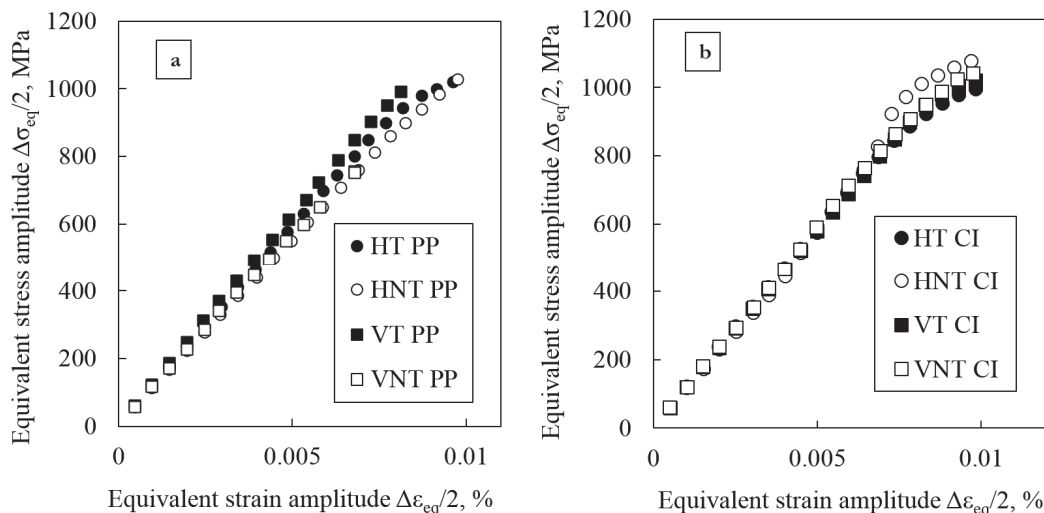 1200
1000
800
600
400
200
0
0
0.005
0.01
Equivalent stress amplitude Δσeq/2, MPa
Equivalent strain amplitude Δεeq/2, %
a
HT PP
HNT PP
VT PP
VNT PP
1200
1000
800
600
400
200
0
0
0.005
0.01
Equivalent stress amplitude Δσeq/2, MPa
Equivalent strain amplitude Δεeq/2, %
b
HT CI
HNT CI
VT CI
VNT CI